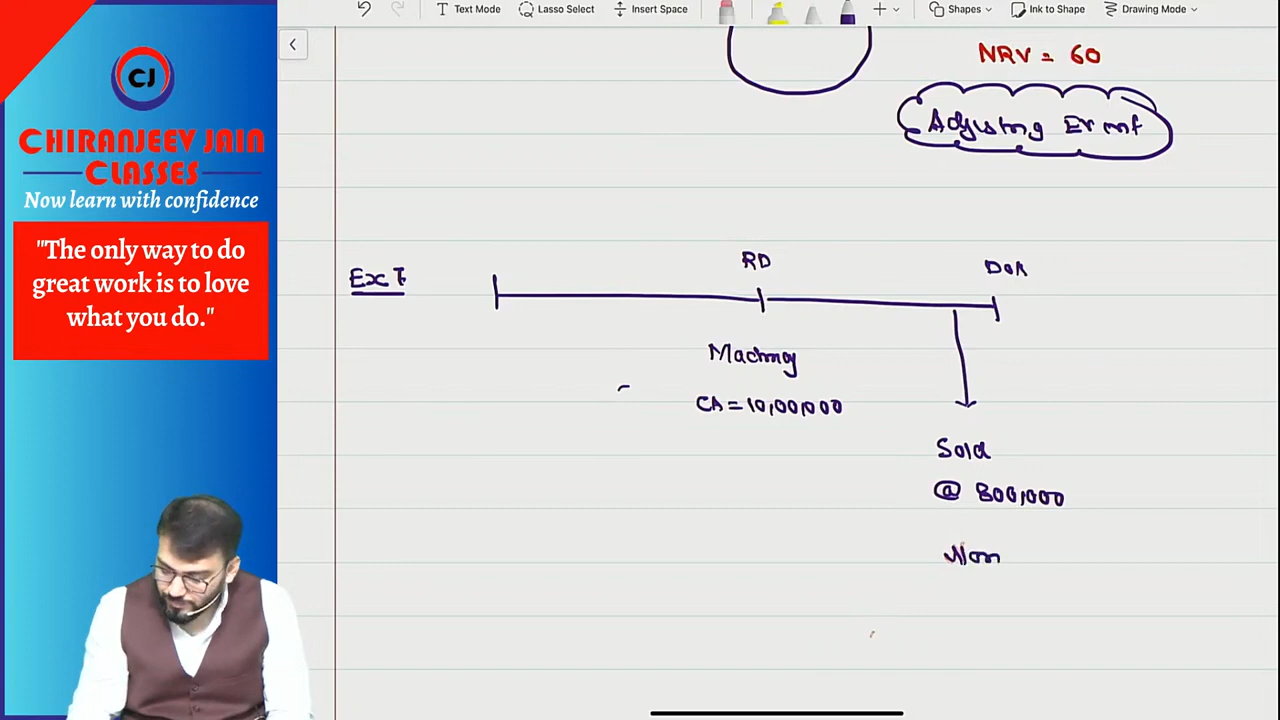 Text Mode
Lasso Select
Insert Space
Shapes
Ink to Shape
Drawing Mode
CJ
CHIRANJEEV JAIN
CLASSES
Now learn with confidence
"The only way to do
great work is to love
what you do."
NRV = 60
Adjusting Event
RD
DOA
Machinery
CA = 10,00,000
Sold
@ 800,000
Non